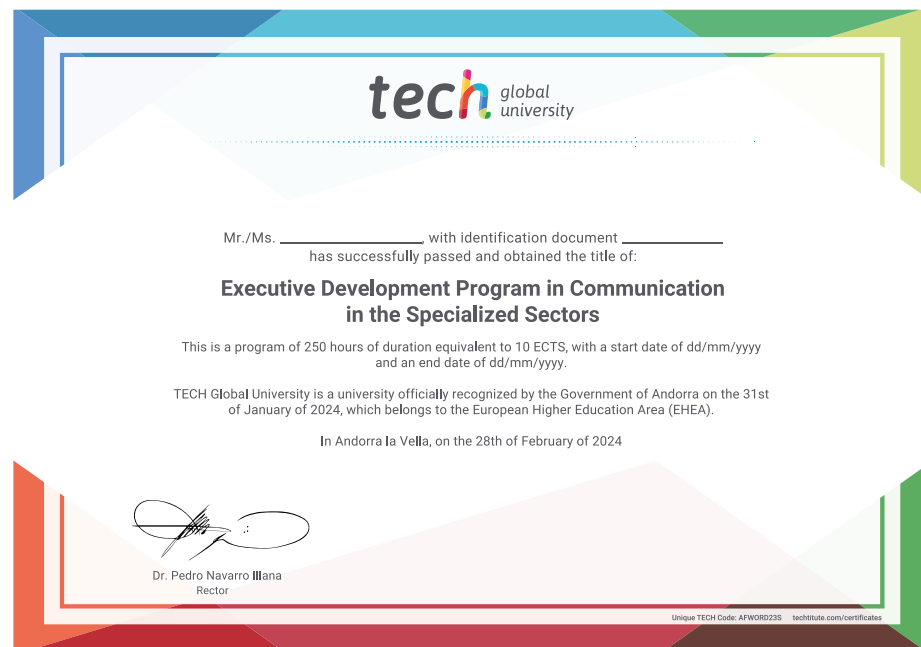 tech global
university
Mr./Ms. ____________, with identification document ____________
has successfully passed and obtained the title of:
Executive Development Program in Communication
in the Specialized Sectors
This is a program of 250 hours of duration equivalent to 10 ECTS, with a start date of dd/mm/yyyy
and an end date of dd/mm/yyyy.
TECH Global University is a university officially recognized by the Government of Andorra on the 31st
of January of 2024, which belongs to the European Higher Education Area (EHEA).
In Andorra la Vella, on the 28th of February of 2024
Dr. Pedro Navarro Illana
Rector
Unique TECH Code: AFWORD23S techtitute.com/certificates